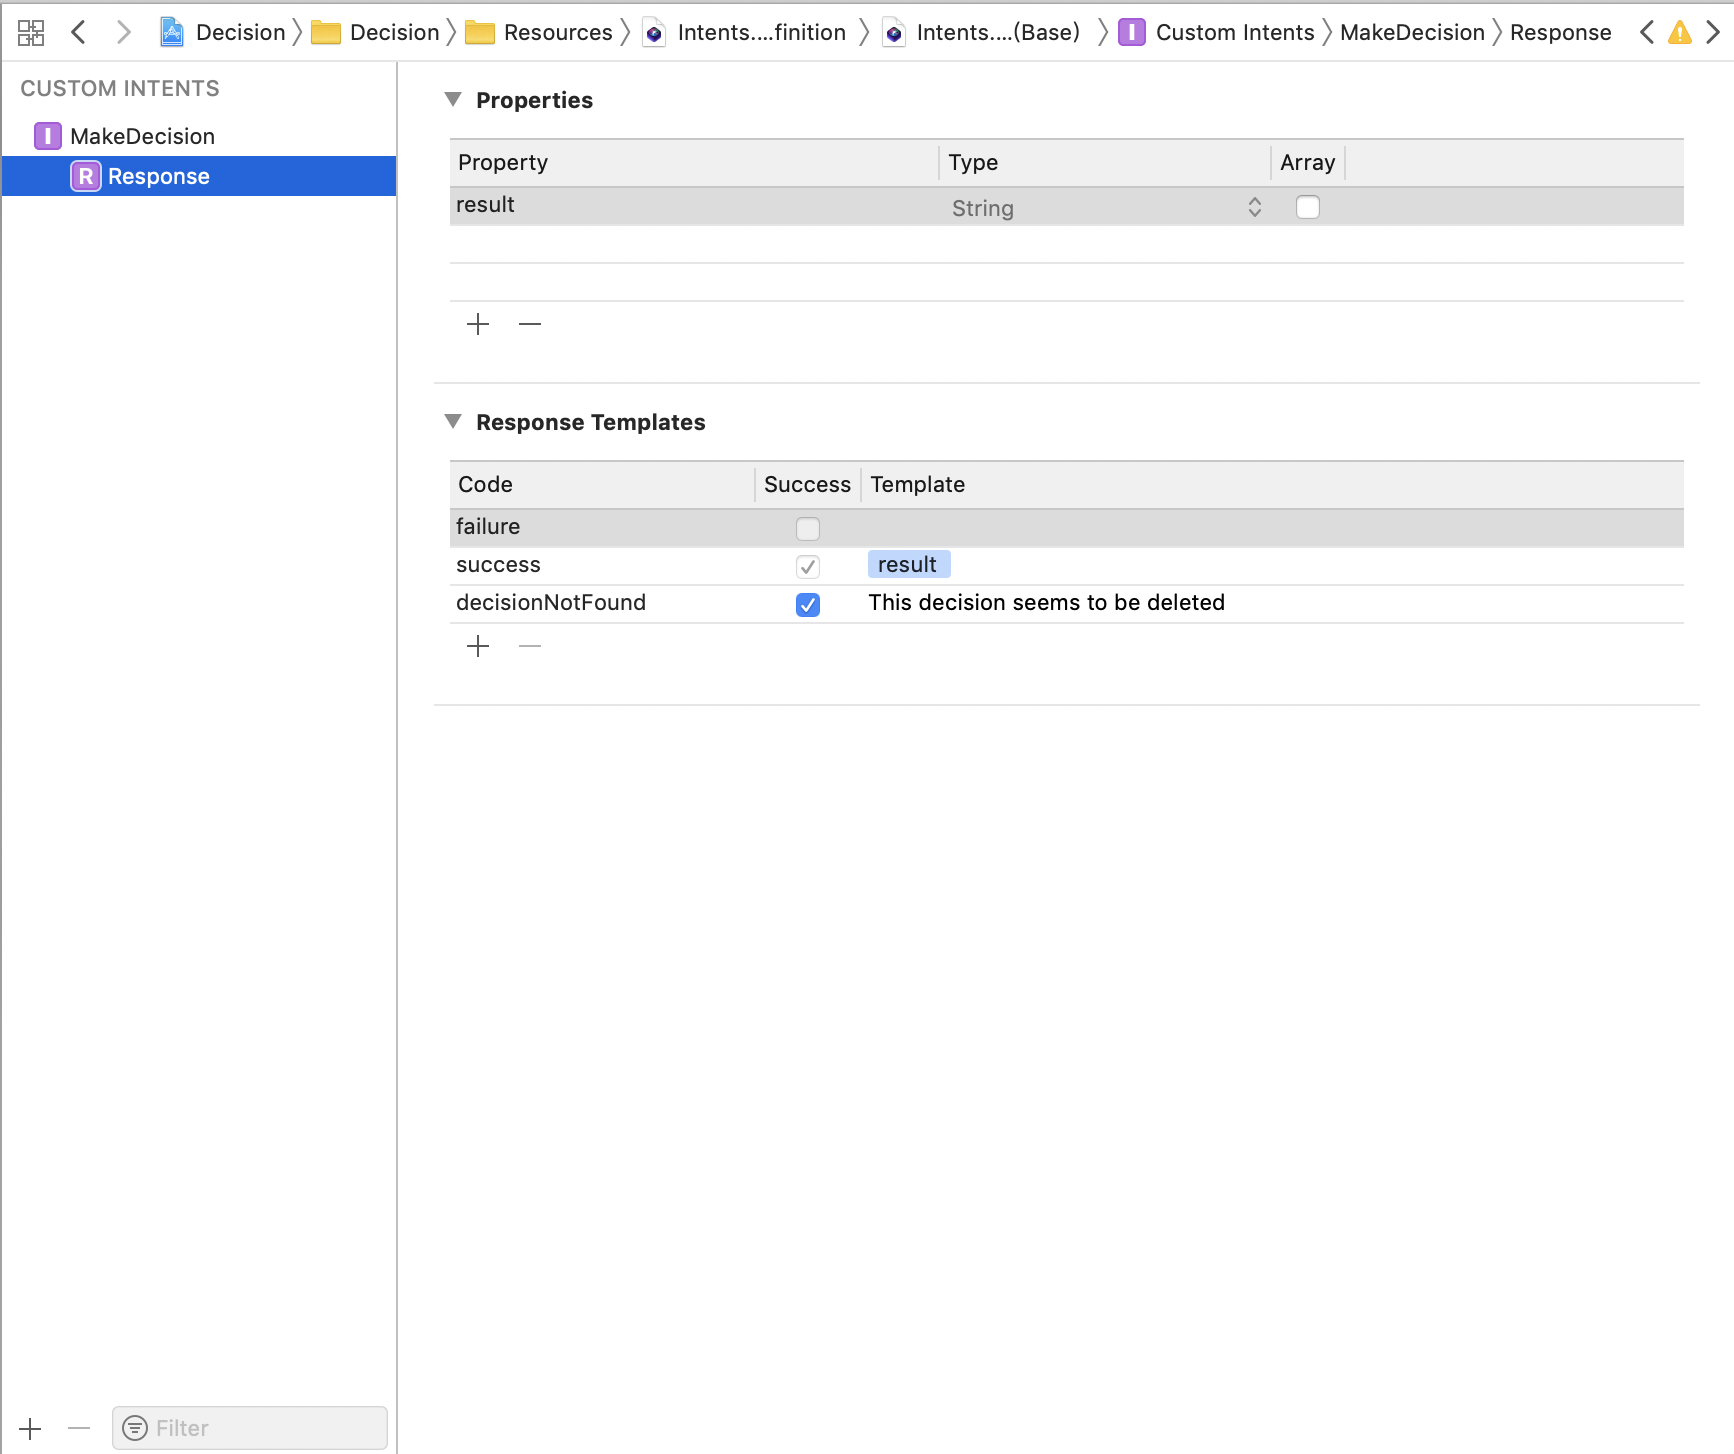 Decision Decision Resources Intents....finition Intents....(Base) I Custom Intents MakeDecision Response
CUSTOM INTENTS
I MakeDecision
R Response
Properties
Property Type Array
result String
Response Templates
Code Success Template
failure
success result
decisionNotFound This decision seems to be deleted
Filter